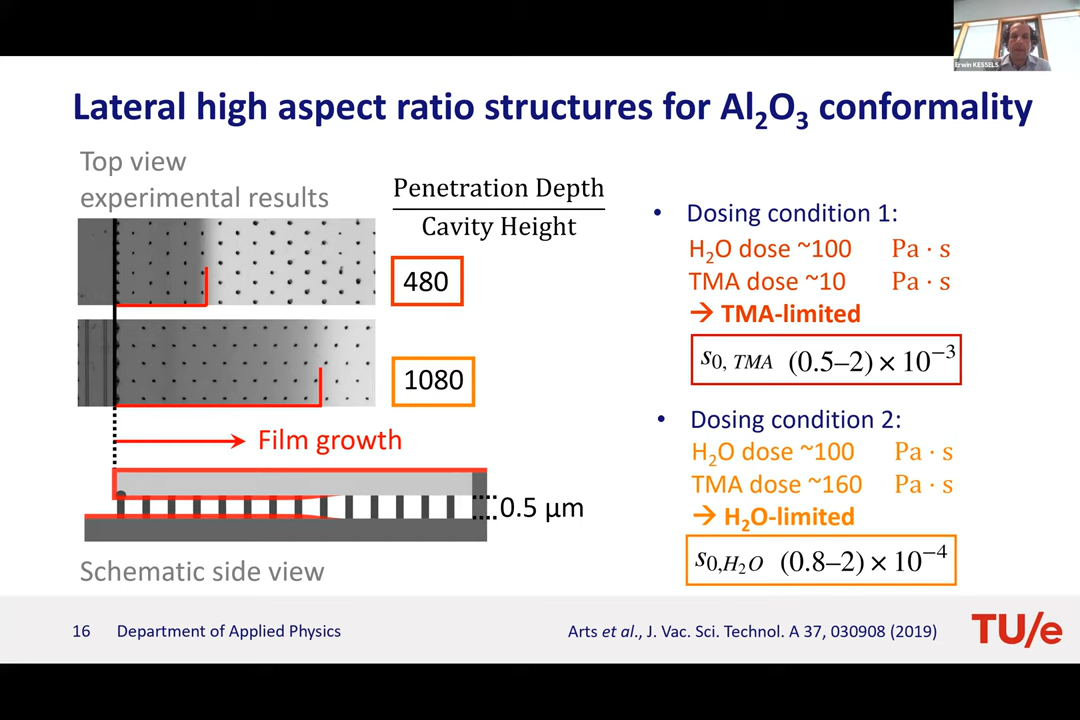 Erwin KESSELS
Lateral high aspect ratio structures for Al₂O₃ conformality
Top view
experimental results
Penetration Depth
Cavity Height
480
1080
Film growth
0.5 µm
Schematic side view
• Dosing condition 1:
H₂O dose ~100 Pa · s
TMA dose ~10 Pa · s
→ TMA-limited
s₀, TMA (0.5–2) × 10⁻³
• Dosing condition 2:
H₂O dose ~100 Pa · s
TMA dose ~160 Pa · s
→ H₂O-limited
s₀,H₂O (0.8–2) × 10⁻⁴
16 Department of Applied Physics
Arts et al., J. Vac. Sci. Technol. A 37, 030908 (2019)
TU/e